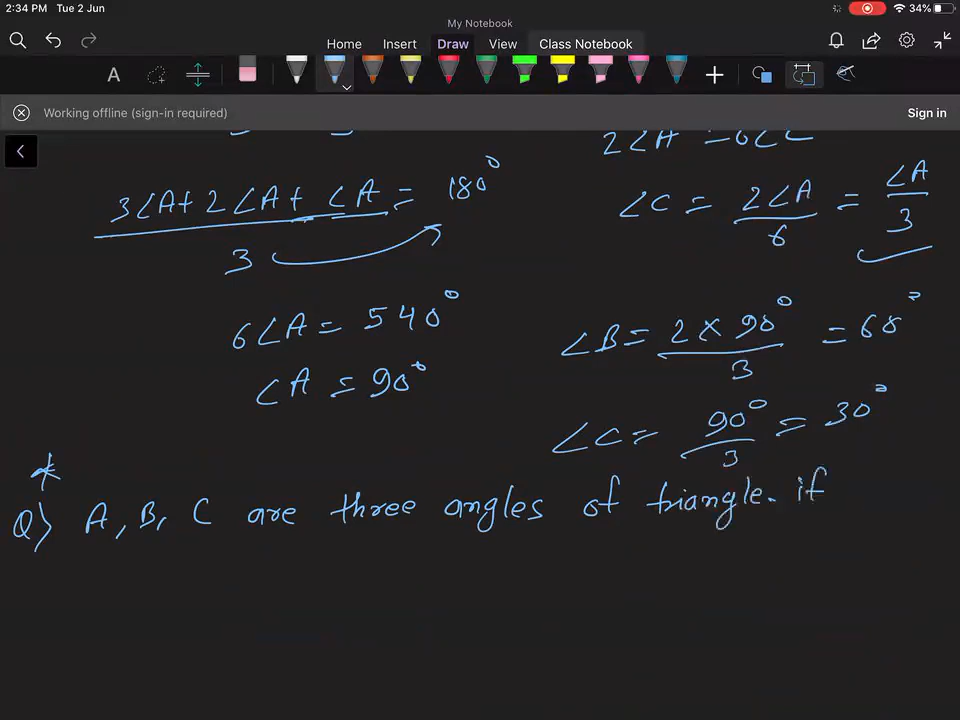 2:34 PM Tue 2 Jun
34%
My Notebook
Home Insert Draw View Class Notebook
A
Working offline (sign-in required)
Sign in
2∠A = 6∠C
3∠A + 2∠A + ∠A = 180°
3
∠C = 2∠A/6 = ∠A/3
6∠A = 540°
∠B = 2 × 90°/3 = 60°
∠A = 90°
∠C = 90°/3 = 30°
*
Q) A, B, C are three angles of triangle. if